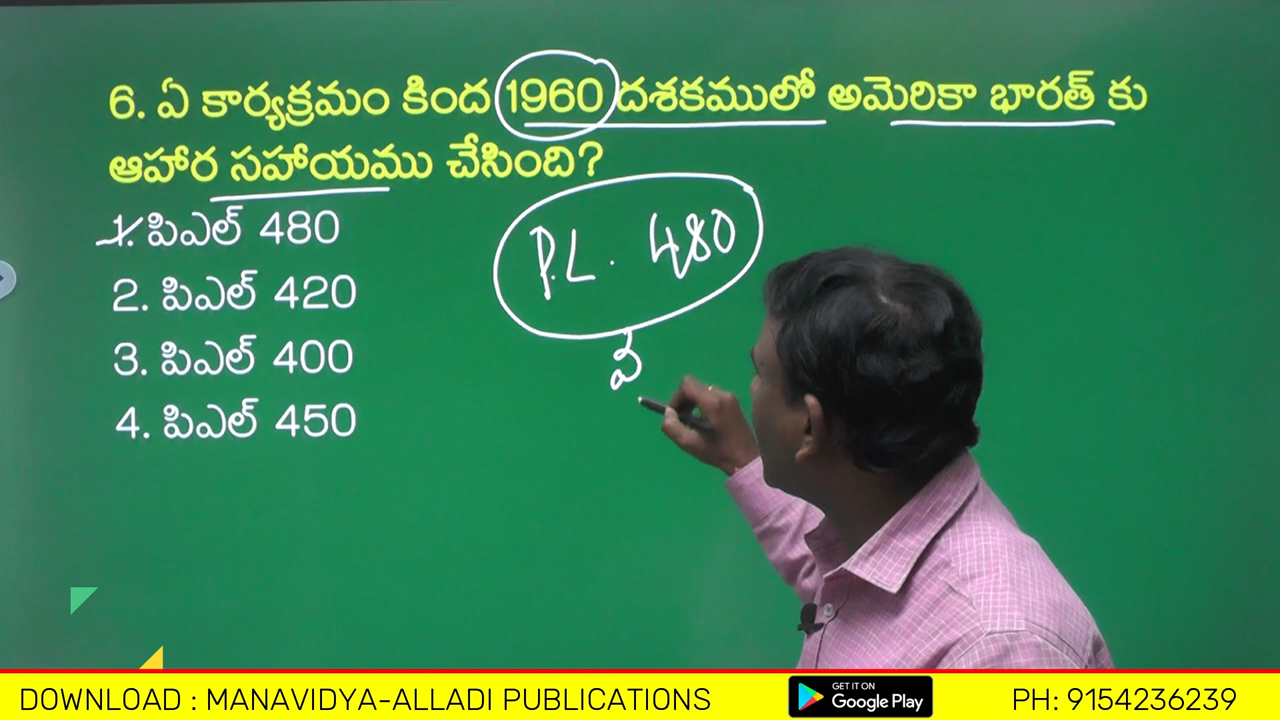 6. ఏ కార్యక్రమం కింద 1960 దశకములో అమెరికా భారత్ కు
ఆహార సహాయము చేసింది?
1. పిఎల్ 480
2. పిఎల్ 420
3. పిఎల్ 400
4. పిఎల్ 450
P.L. 480
DOWNLOAD : MANAVIDYA-ALLADI PUBLICATIONS
GET IT ON
Google Play
PH: 9154236239